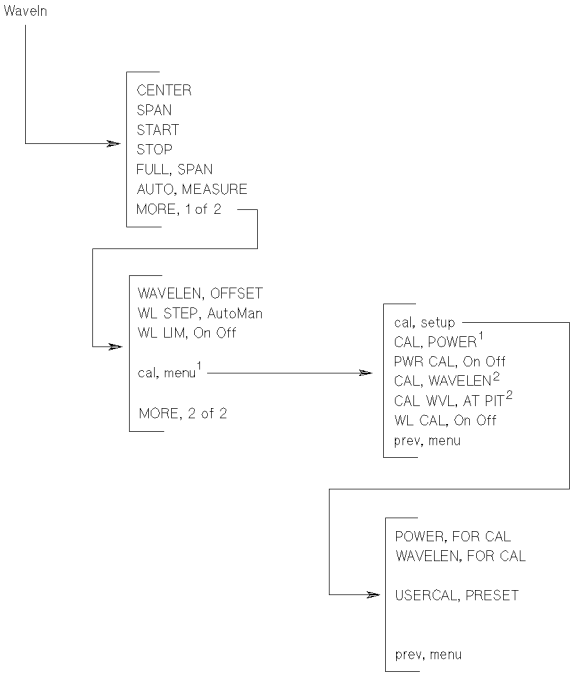 Waveln
CENTER
SPAN
START
STOP
FULL, SPAN
AUTO, MEASURE
MORE, 1 of 2
WAVELEN, OFFSET
WL STEP, AutoMan
WL LIM, On Off
cal, menu1
MORE, 2 of 2
cal, setup
CAL, POWER1
PWR CAL, On Off
CAL, WAVELEN2
CAL WVL, AT PIT2
WL CAL, On Off
prev, menu
POWER, FOR CAL
WAVELEN, FOR CAL
USERCAL, PRESET
prev, menu